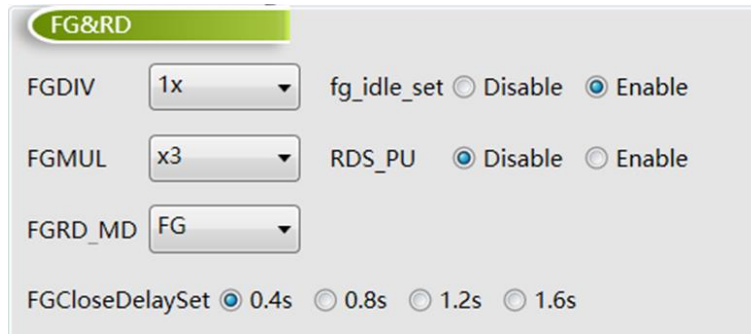 FG&RD
FGDIV 1x fg_idle_set Disable Enable
FGMUL x3 RDS_PU Disable Enable
FGRD_MD FG
FGCloseDelaySet 0.4s 0.8s 1.2s 1.6s